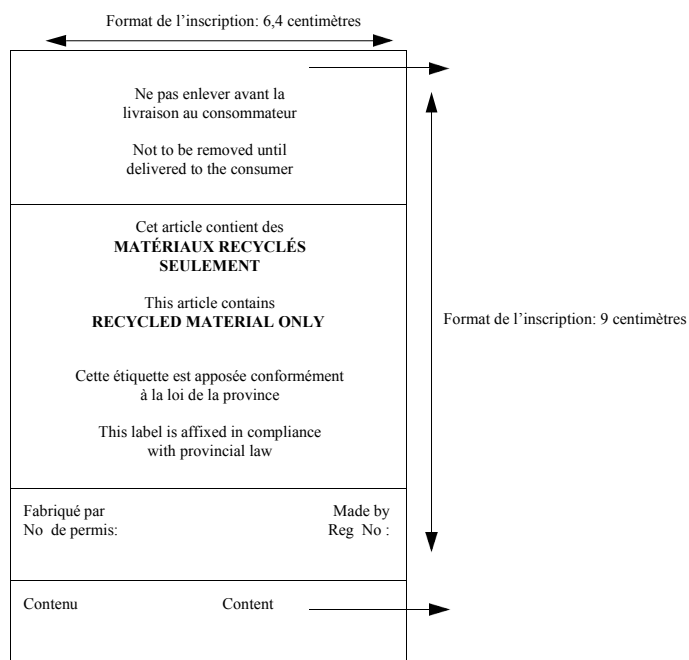 Format de l’inscription: 6,4 centimètres
Ne pas enlever avant la
livraison au consommateur
Not to be removed until
delivered to the consumer
Cet article contient des
MATÉRIAUX RECYCLÉS
SEULEMENT
This article contains
RECYCLED MATERIAL ONLY
Format de l’inscription: 9 centimètres
Cette étiquette est apposée conformément
à la loi de la province
This label is affixed in compliance
with provincial law
Fabriqué par Made by
No de permis: Reg No :
Contenu Content